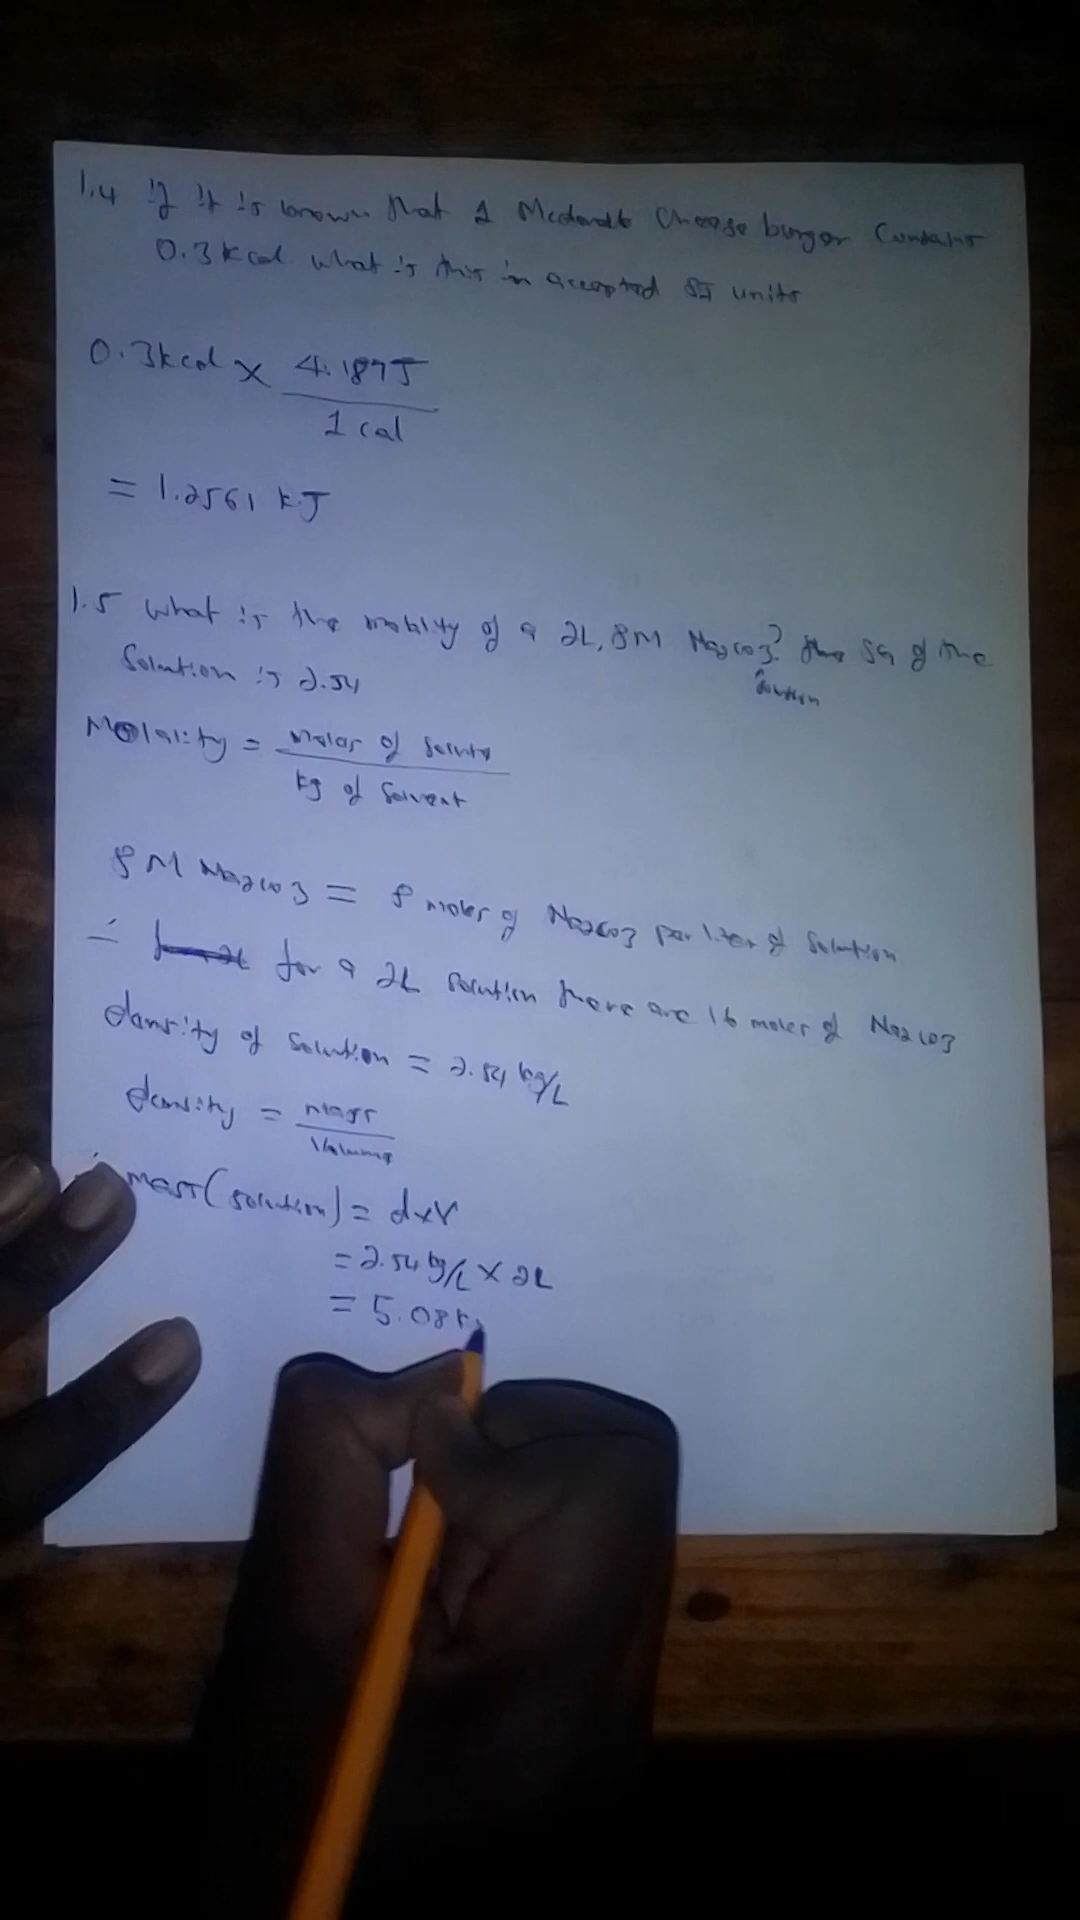 1.4 if it is known that 1 Mcdonalds Cheese burger Contains
0.3 kcal. what is this in accepted SI units
0.3kcal × 4.187J
1 cal
= 1.2561 kJ
1.5 what is the molality of a 2L, 8M Na2CO3? SG of the
solution
Solution is 2.54
Molality = moles of solute
kg of Solvent
8M Na2CO3 = 8 moles of Na2CO3 per liter of Solution
∴ for a 2L solution there are 16 moles of Na2CO3
density of solution = 2.54 kg/L
density = mass
Volume
mass (solution) = d×V
= 2.54 kg/L × 2L
= 5.08 k